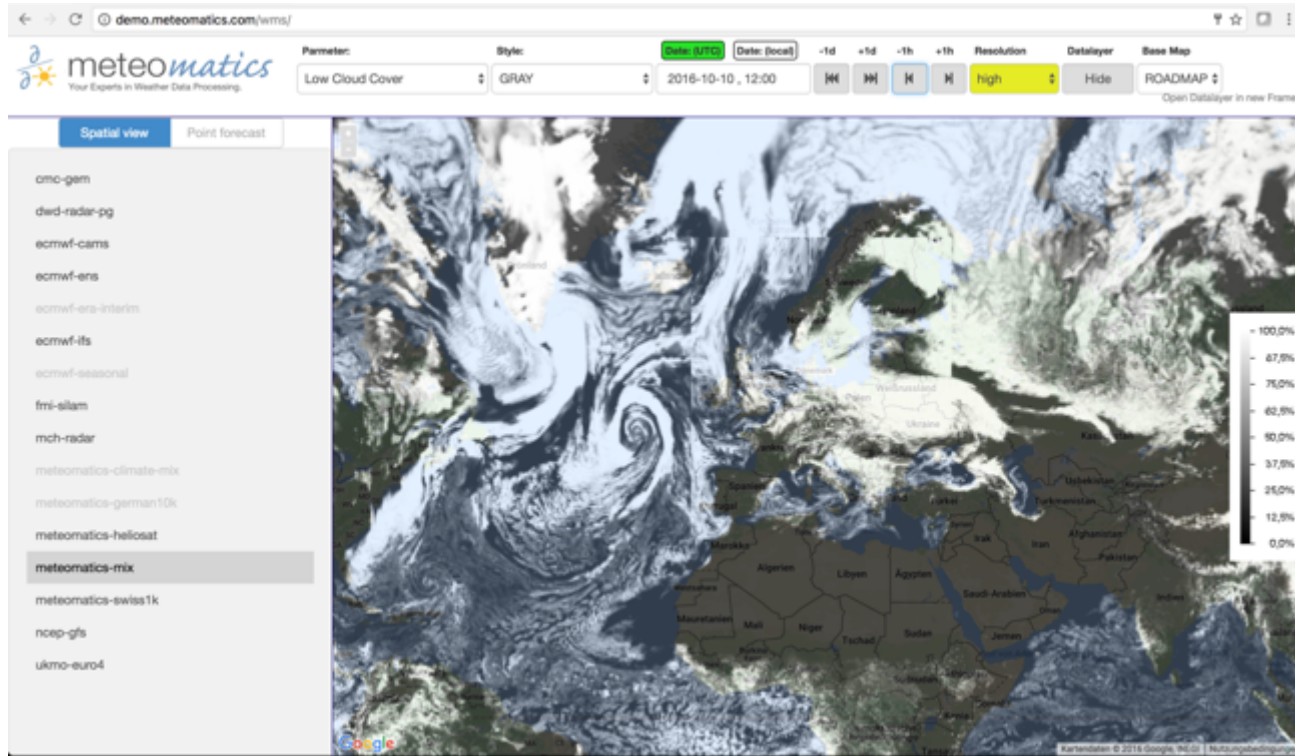 demo.meteomatics.com/wms/
meteomatics
Your Experts in Weather Data Processing.
Parmeter:
Style:
Date: (UTC)
Date: (local)
-1d
+1d
-1h
+1h
Resolution
Datalayer
Base Map
Low Cloud Cover
GRAY
2016-10-10 , 12:00
high
Hide
ROADMAP
Open Datalayer in new Frame
Spatial view
Point forecast
cmc-gem
dwd-radar-pg
ecmwf-cams
ecmwf-ens
ecmwf-era-interim
ecmwf-ifs
ecmwf-seasonal
fmi-silam
mch-radar
meteomatics-climate-mix
meteomatics-german10k
meteomatics-heliosat
meteomatics-mix
meteomatics-swiss1k
ncep-gfs
ukmo-euro4
100,0%
87,5%
75,0%
62,5%
50,0%
37,5%
25,0%
12,5%
0,0%
Weißrussland
Polen
Ukraine
Spanien
Marokko
Algerien
Libyen
Ägypten
Irak
Iran
Afghanistan
Pakistan
Usbekistan
Turkmenistan
Saudi-Arabien
Oman
Jemen
Indien
Mauretanien
Mali
Niger
Tschad
Sudan
Google
Kartendaten © 2016 Google, INEGI
Nutzungsbedingungen